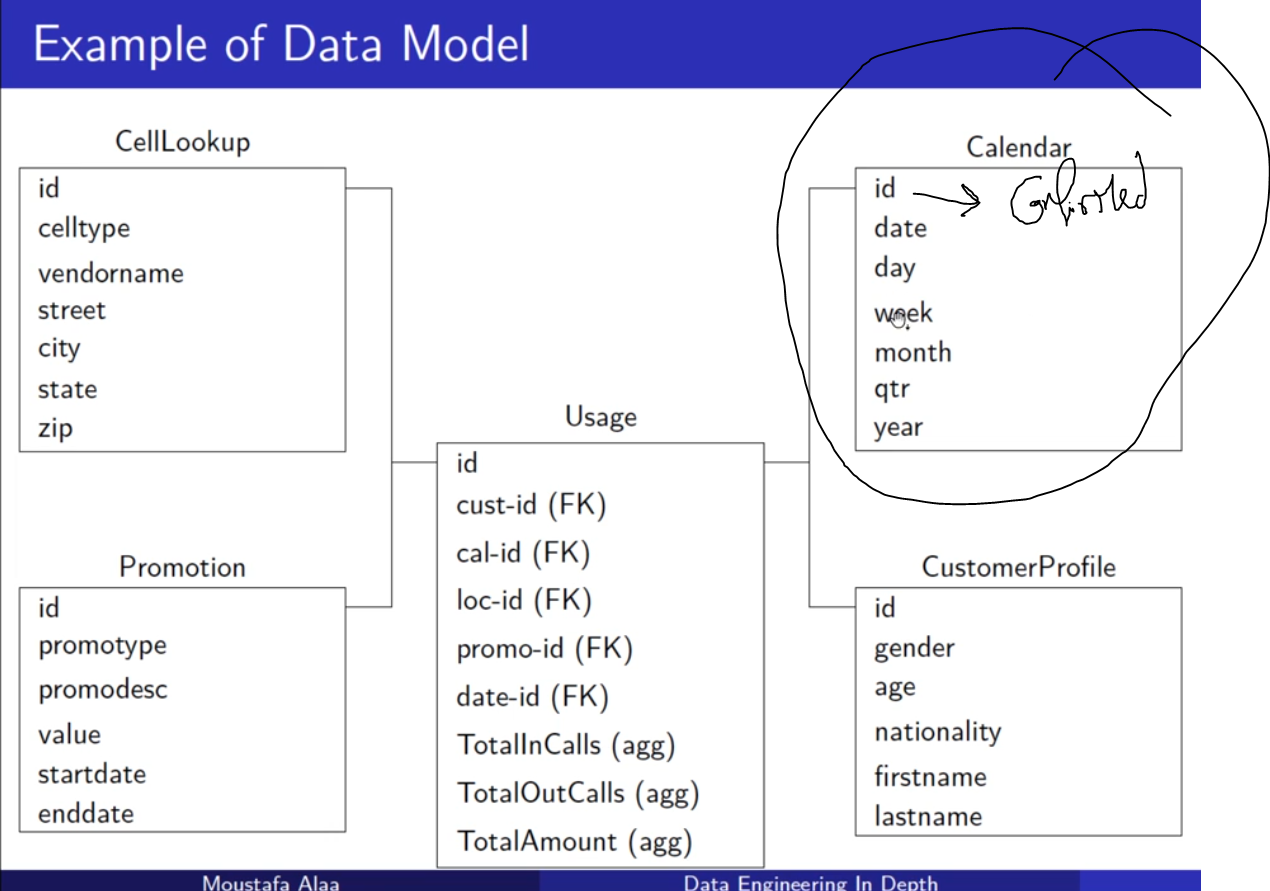 Example of Data Model
CellLookup
id
celltype
vendorname
street
city
state
zip
Promotion
id
promotype
promodesc
value
startdate
enddate
Usage
id
cust-id (FK)
cal-id (FK)
loc-id (FK)
promo-id (FK)
date-id (FK)
TotalInCalls (agg)
TotalOutCalls (agg)
TotalAmount (agg)
Calendar
id
date
day
week
month
qtr
year
CustomerProfile
id
gender
age
nationality
firstname
lastname
Moustafa Alaa
Data Engineering In Depth